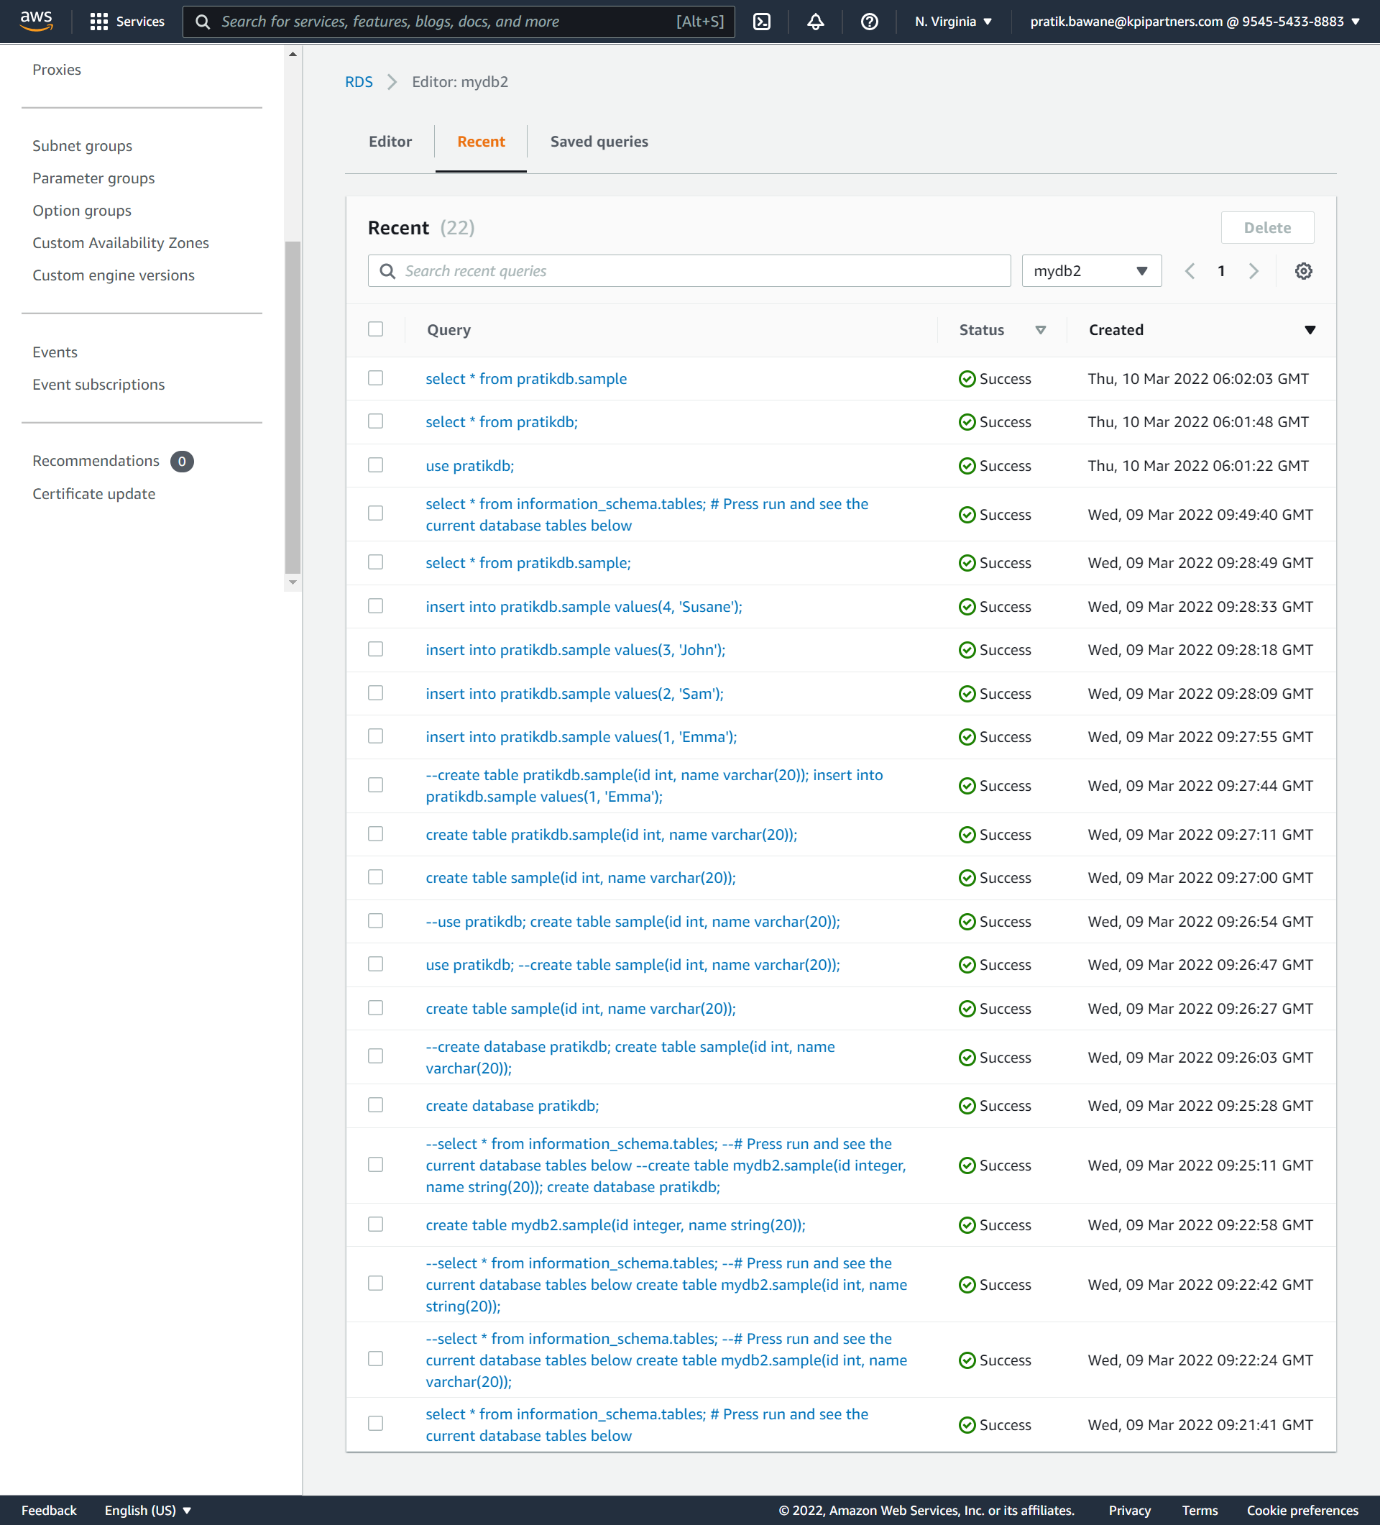 aws
Services
Search for services, features, blogs, docs, and more
[Alt+S]
N. Virginia ▼
pratik.bawane@kpipartners.com @ 9545-5433-8883 ▼
Proxies
Subnet groups
Parameter groups
Option groups
Custom Availability Zones
Custom engine versions
Events
Event subscriptions
Recommendations 0
Certificate update
RDS > Editor: mydb2
Editor
Recent
Saved queries
Recent (22)
Delete
Search recent queries
mydb2
1
Query Status Created
select * from pratikdb.sample Success Thu, 10 Mar 2022 06:02:03 GMT
select * from pratikdb; Success Thu, 10 Mar 2022 06:01:48 GMT
use pratikdb; Success Thu, 10 Mar 2022 06:01:22 GMT
select * from information_schema.tables; # Press run and see the
current database tables below
Success Wed, 09 Mar 2022 09:49:40 GMT
select * from pratikdb.sample; Success Wed, 09 Mar 2022 09:28:49 GMT
insert into pratikdb.sample values(4, 'Susane'); Success Wed, 09 Mar 2022 09:28:33 GMT
insert into pratikdb.sample values(3, 'John'); Success Wed, 09 Mar 2022 09:28:18 GMT
insert into pratikdb.sample values(2, 'Sam'); Success Wed, 09 Mar 2022 09:28:09 GMT
insert into pratikdb.sample values(1, 'Emma'); Success Wed, 09 Mar 2022 09:27:55 GMT
--create table pratikdb.sample(id int, name varchar(20)); insert into
pratikdb.sample values(1, 'Emma');
Success Wed, 09 Mar 2022 09:27:44 GMT
create table pratikdb.sample(id int, name varchar(20)); Success Wed, 09 Mar 2022 09:27:11 GMT
create table sample(id int, name varchar(20)); Success Wed, 09 Mar 2022 09:27:00 GMT
--use pratikdb; create table sample(id int, name varchar(20)); Success Wed, 09 Mar 2022 09:26:54 GMT
use pratikdb; --create table sample(id int, name varchar(20)); Success Wed, 09 Mar 2022 09:26:47 GMT
create table sample(id int, name varchar(20)); Success Wed, 09 Mar 2022 09:26:27 GMT
--create database pratikdb; create table sample(id int, name
varchar(20));
Success Wed, 09 Mar 2022 09:26:03 GMT
create database pratikdb; Success Wed, 09 Mar 2022 09:25:28 GMT
--select * from information_schema.tables; --# Press run and see the
current database tables below --create table mydb2.sample(id integer,
name string(20)); create database pratikdb;
Success Wed, 09 Mar 2022 09:25:11 GMT
create table mydb2.sample(id integer, name string(20)); Success Wed, 09 Mar 2022 09:22:58 GMT
--select * from information_schema.tables; --# Press run and see the
current database tables below create table mydb2.sample(id int, name
string(20));
Success Wed, 09 Mar 2022 09:22:42 GMT
--select * from information_schema.tables; --# Press run and see the
current database tables below create table mydb2.sample(id int, name
varchar(20));
Success Wed, 09 Mar 2022 09:22:24 GMT
select * from information_schema.tables; # Press run and see the
current database tables below
Success Wed, 09 Mar 2022 09:21:41 GMT
Feedback English (US) ▼ © 2022, Amazon Web Services, Inc. or its affiliates. Privacy Terms Cookie preferences